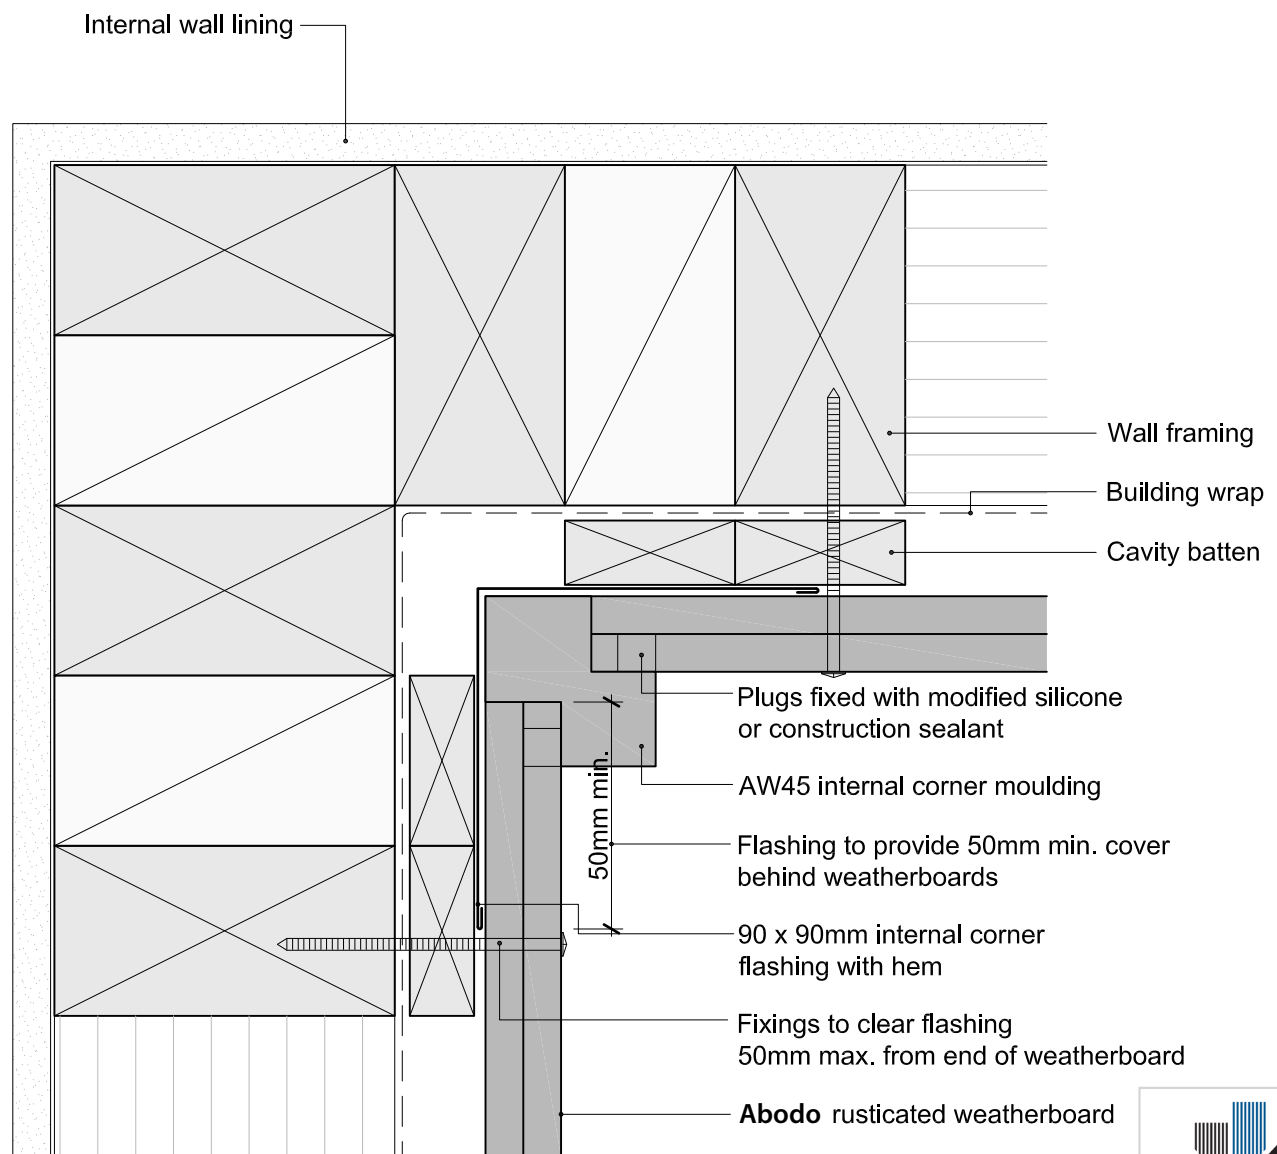 Internal wall lining
Wall framing
Building wrap
Cavity batten
Plugs fixed with modified silicone
or construction sealant
AW45 internal corner moulding
50mm min.
Flashing to provide 50mm min. cover
behind weatherboards
90 x 90mm internal corner
flashing with hem
Fixings to clear flashing
50mm max. from end of weatherboard
Abodo rusticated weatherboard